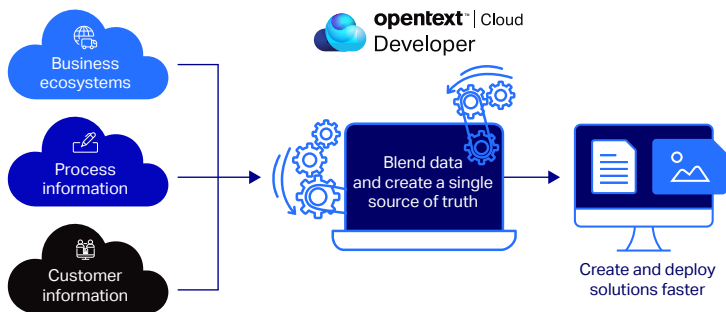 opentext™ | Cloud
Developer
Business
ecosystems
Process
information
Customer
information
Blend data
and create a single
source of truth
Create and deploy
solutions faster